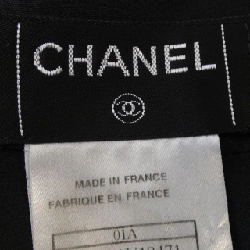 CHANEL
MADE IN FRANCE
FABRIQUE EN FRANCE
01A